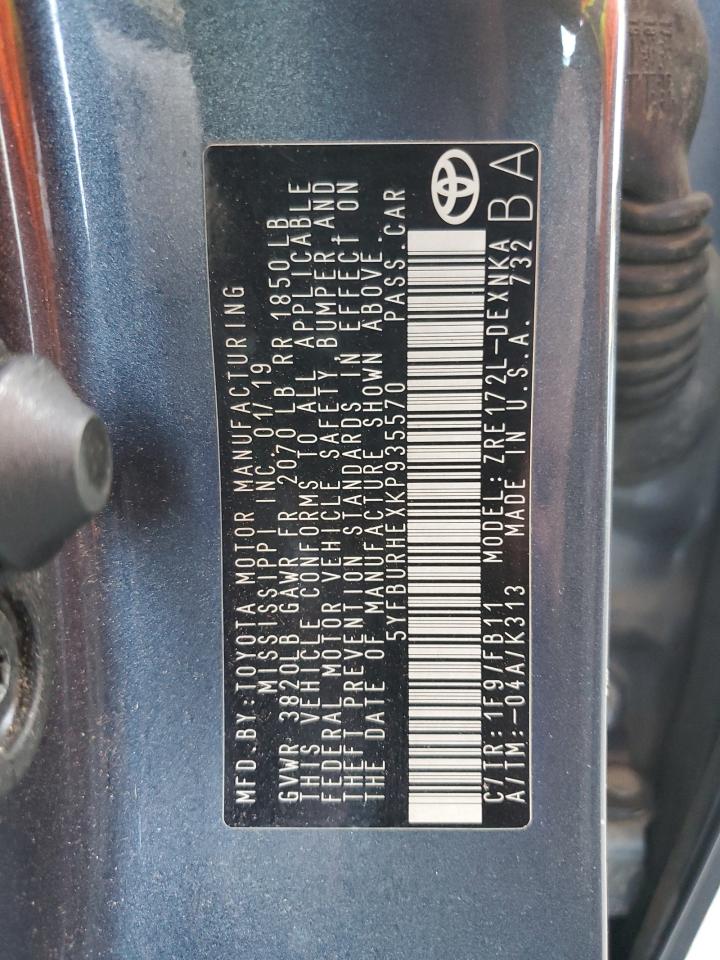 MFD.BY:TOYOTA MOTOR MANUFACTURING
MISSISSIPPI INC.01/19
GVWR 3820LB GAWR FR 2070 LB RR 1850LB
THIS VEHICLE CONFORMS TO ALL APPLICABLE
FEDERAL MOTOR VEHICLE SAFETY,BUMPER,AND
THEFT PREVENTION STANDARDS IN EFFECT ON
THE DATE OF MANUFACTURE SHOWN ABOVE.
5YFBURHEXKP935570 PASS.CAR
C/TR:1F9/FB11 MODEL:ZRE172L-DEXNKA
A/TM:-04A/K313 MADE IN U.S.A. 732
BA